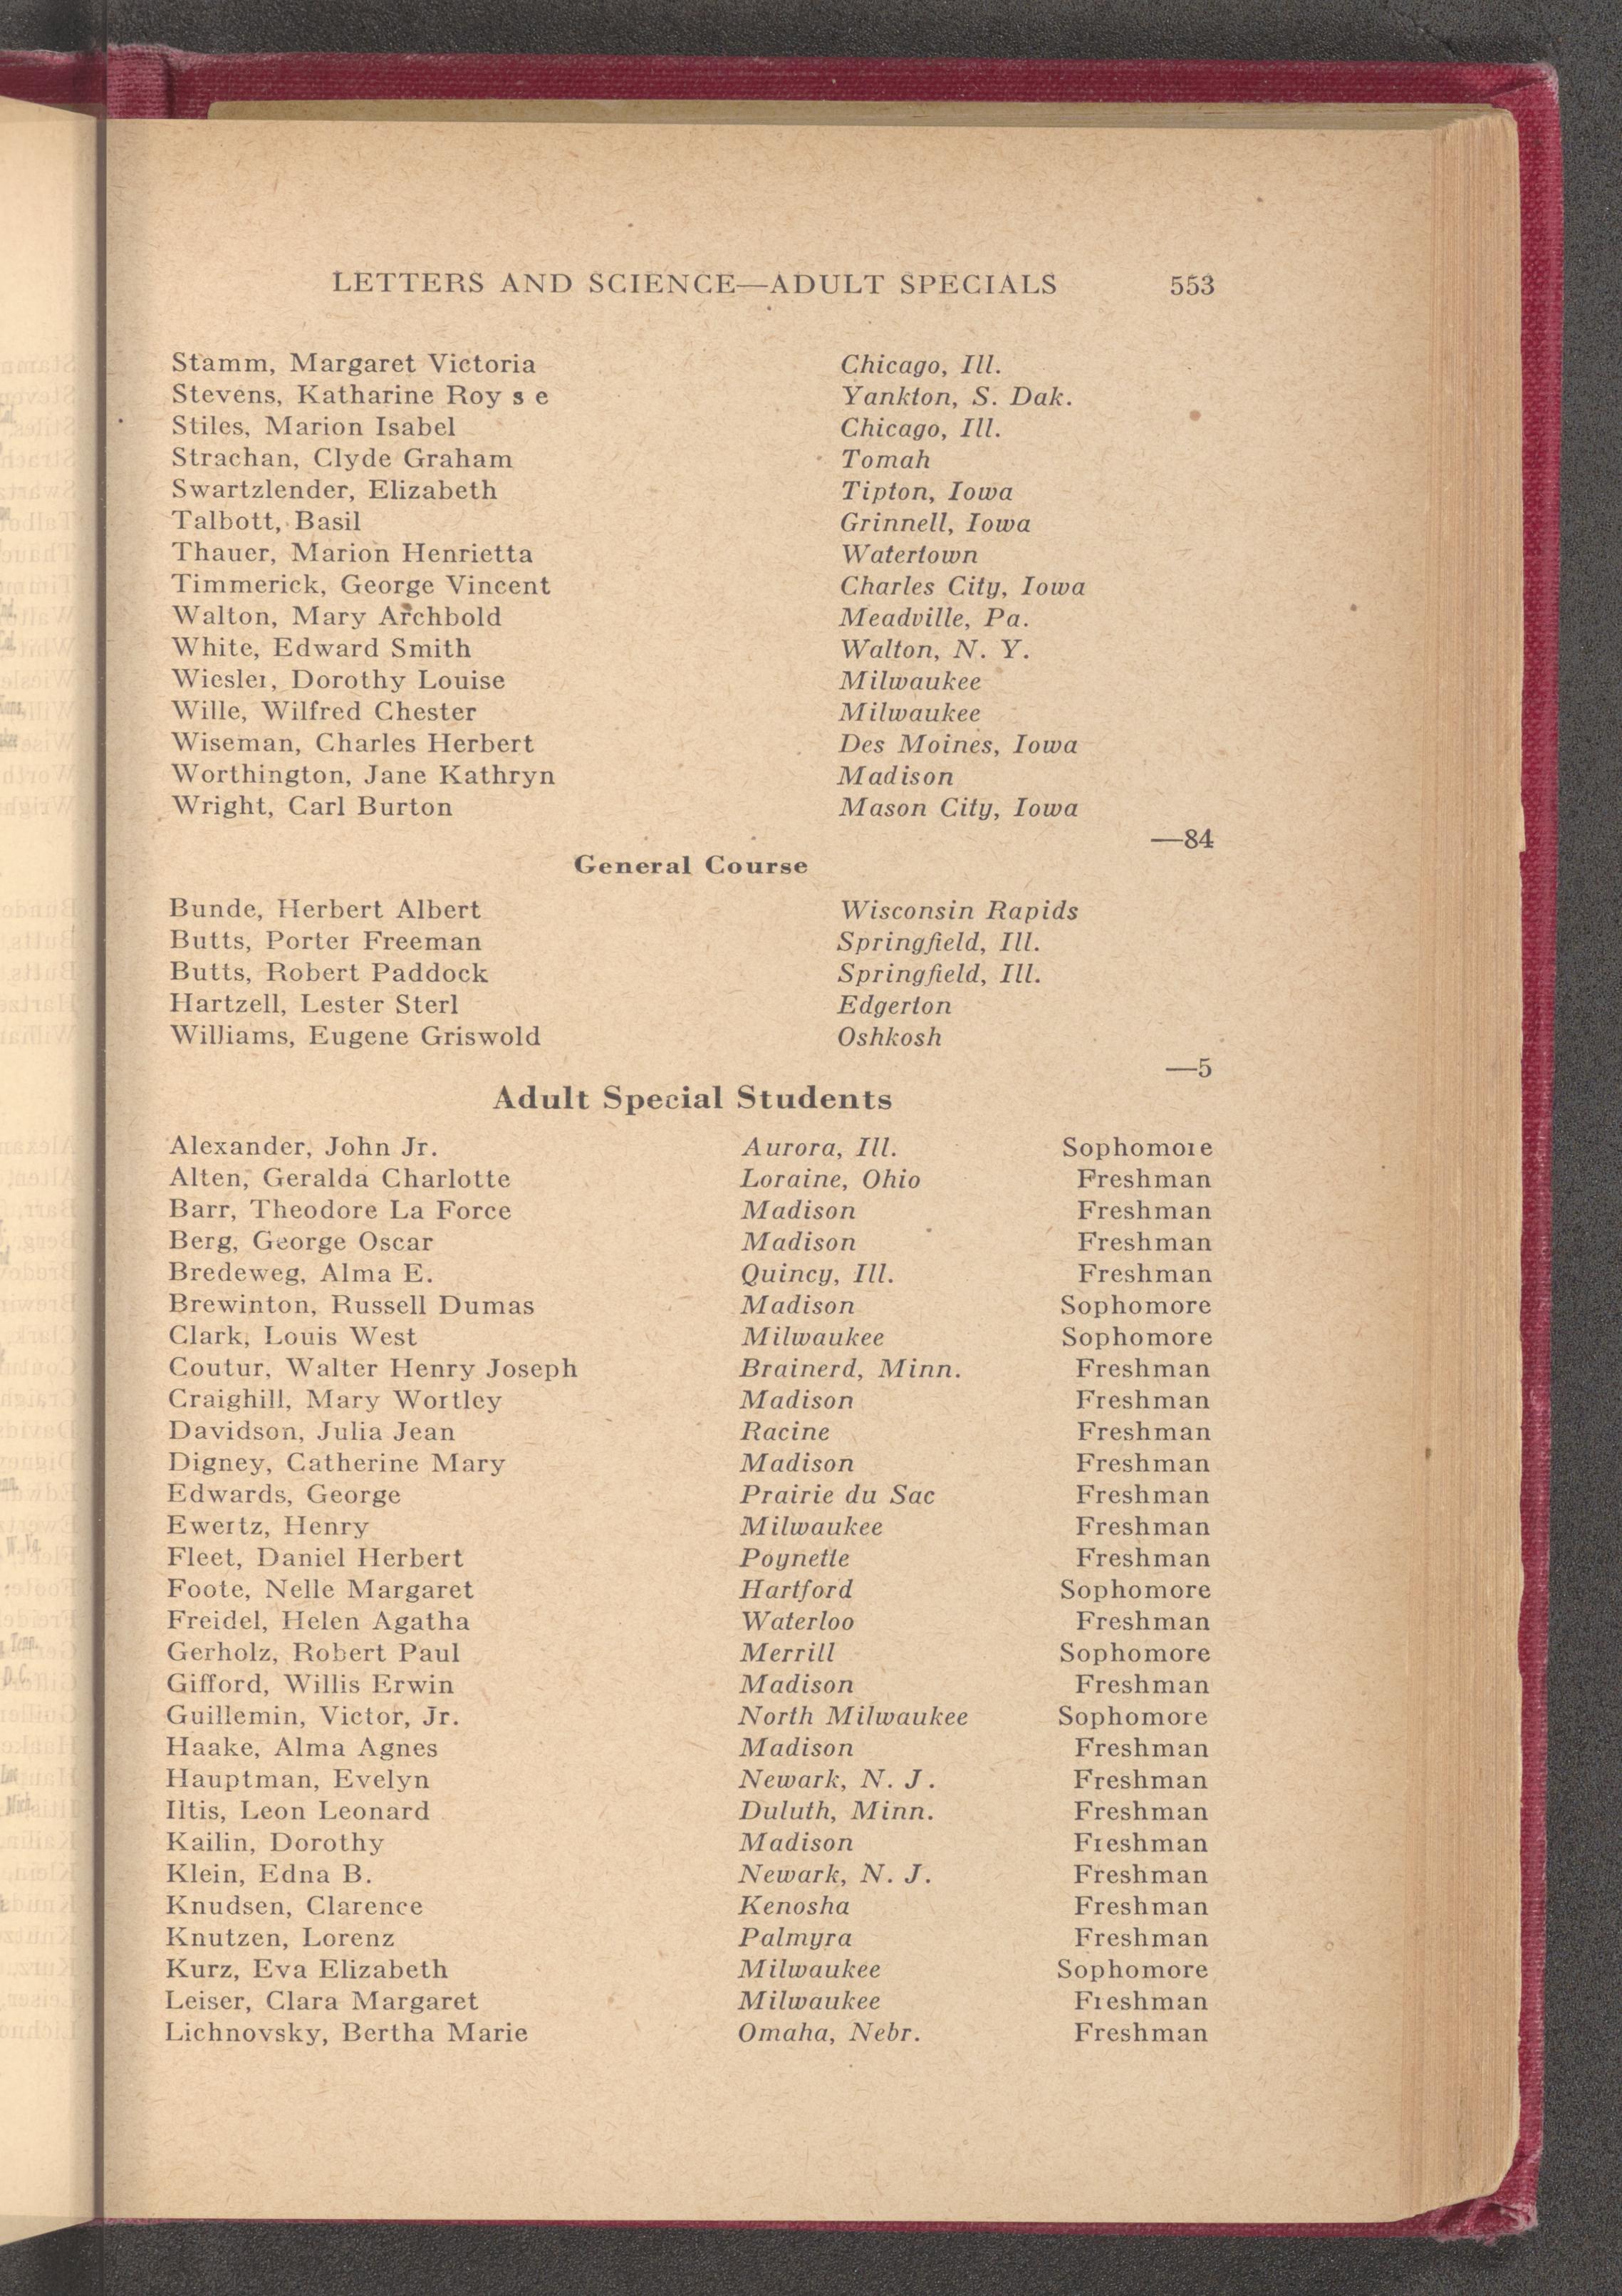 LETTERS AND SCIENCE—ADULT SPECIALS 553
Stamm, Margaret Victoria Chicago, Ill.
Stevens, Katharine Roy s e Yankton, S. Dak.
Stiles, Marion Isabel Chicago, Ill.
Strachan, Clyde Graham Tomah
Swartzlender, Elizabeth Tipton, Iowa
Talbott, Basil Grinnell, Iowa
Thauer, Marion Henrietta Watertown
Timmerick, George Vincent Charles City, Iowa
Walton, Mary Archbold Meadville, Pa.
White, Edward Smith Walton, N. Y.
Wiesler, Dorothy Louise Milwaukee
Wille, Wilfred Chester Milwaukee
Wiseman, Charles Herbert Des Moines, Iowa
Worthington, Jane Kathryn Madison
Wright, Carl Burton Mason City, Iowa
—84
General Course
Bunde, Herbert Albert Wisconsin Rapids
Butts, Porter Freeman Springfield, Ill.
Butts, Robert Paddock Springfield, Ill.
Hartzell, Lester Sterl Edgerton
Williams, Eugene Griswold Oshkosh
—5
Adult Special Students
Alexander, John Jr. Aurora, Ill. Sophomore
Alten, Geralda Charlotte Loraine, Ohio Freshman
Barr, Theodore La Force Madison Freshman
Berg, George Oscar Madison Freshman
Bredeweg, Alma E. Quincy, Ill. Freshman
Brewinton, Russell Dumas Madison Sophomore
Clark, Louis West Milwaukee Sophomore
Coutur, Walter Henry Joseph Brainerd, Minn. Freshman
Craighill, Mary Wortley Madison Freshman
Davidson, Julia Jean Racine Freshman
Digney, Catherine Mary Madison Freshman
Edwards, George Prairie du Sac Freshman
Ewertz, Henry Milwaukee Freshman
Fleet, Daniel Herbert Poynette Freshman
Foote, Nelle Margaret Hartford Sophomore
Freidel, Helen Agatha Waterloo Freshman
Gerholz, Robert Paul Merrill Sophomore
Gifford, Willis Erwin Madison Freshman
Guillemin, Victor, Jr. North Milwaukee Sophomore
Haake, Alma Agnes Madison Freshman
Hauptman, Evelyn Newark, N. J. Freshman
Iltis, Leon Leonard Duluth, Minn. Freshman
Kailin, Dorothy Madison Freshman
Klein, Edna B. Newark, N. J. Freshman
Knudsen, Clarence Kenosha Freshman
Knutzen, Lorenz Palmyra Freshman
Kurz, Eva Elizabeth Milwaukee Sophomore
Leiser, Clara Margaret Milwaukee Freshman
Lichnovsky, Bertha Marie Omaha, Nebr. Freshman